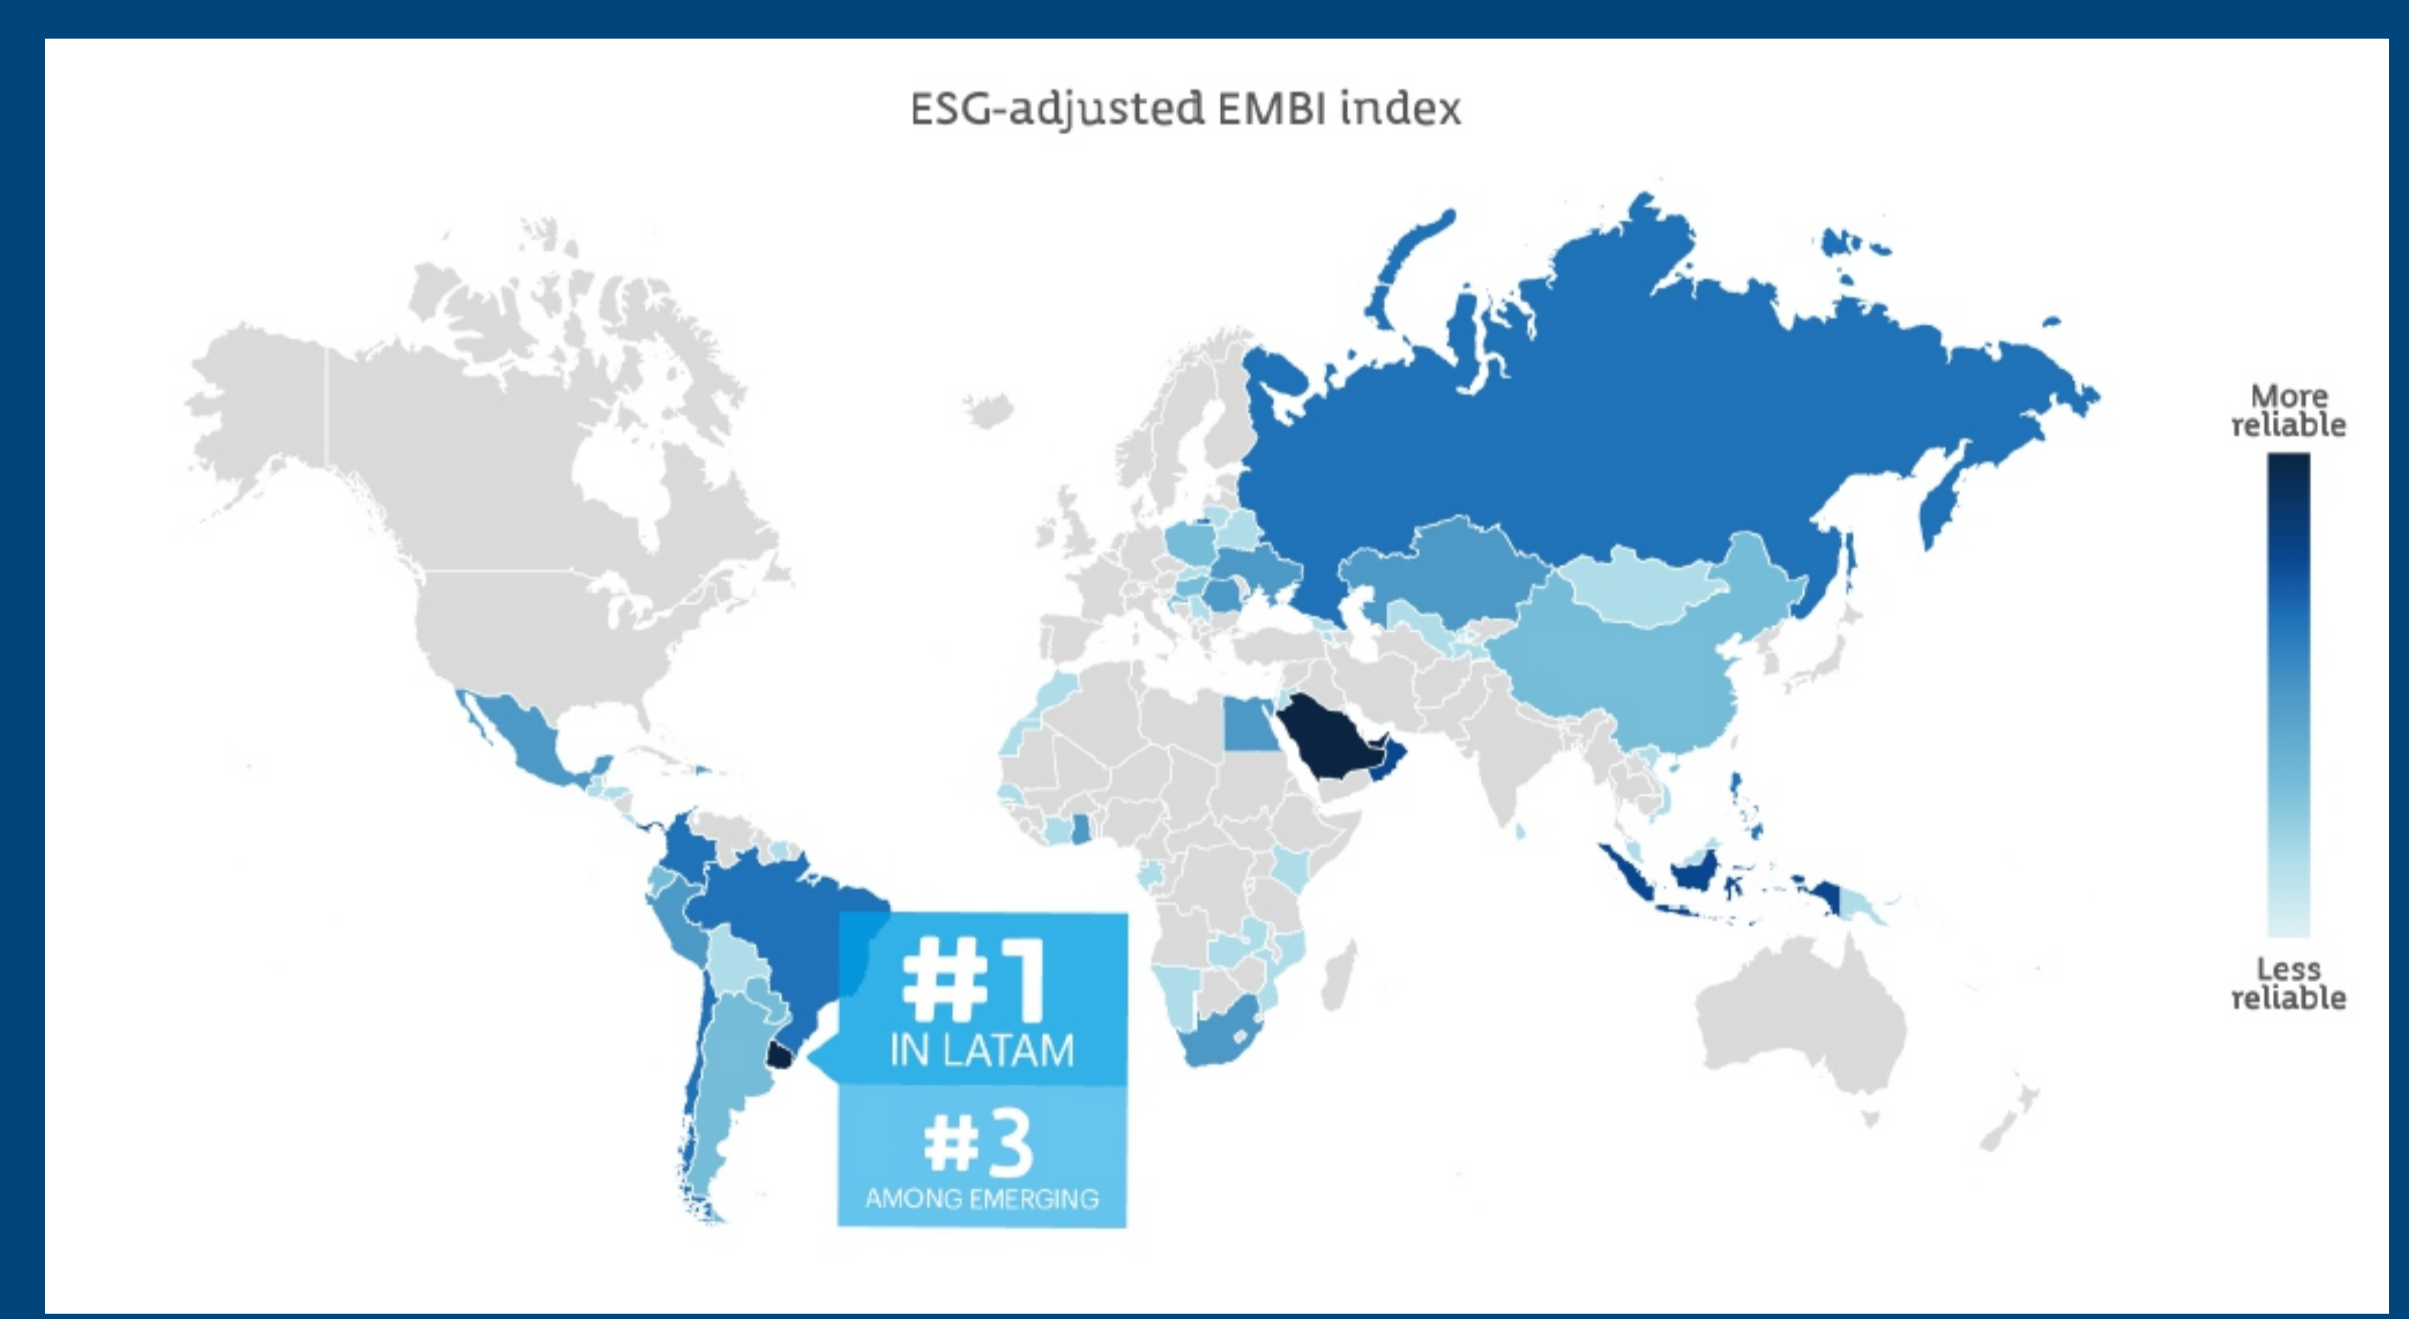 ESG-adjusted EMBI index
More
reliable
Less
reliable
#1
IN LATAM
#3
AMONG EMERGING